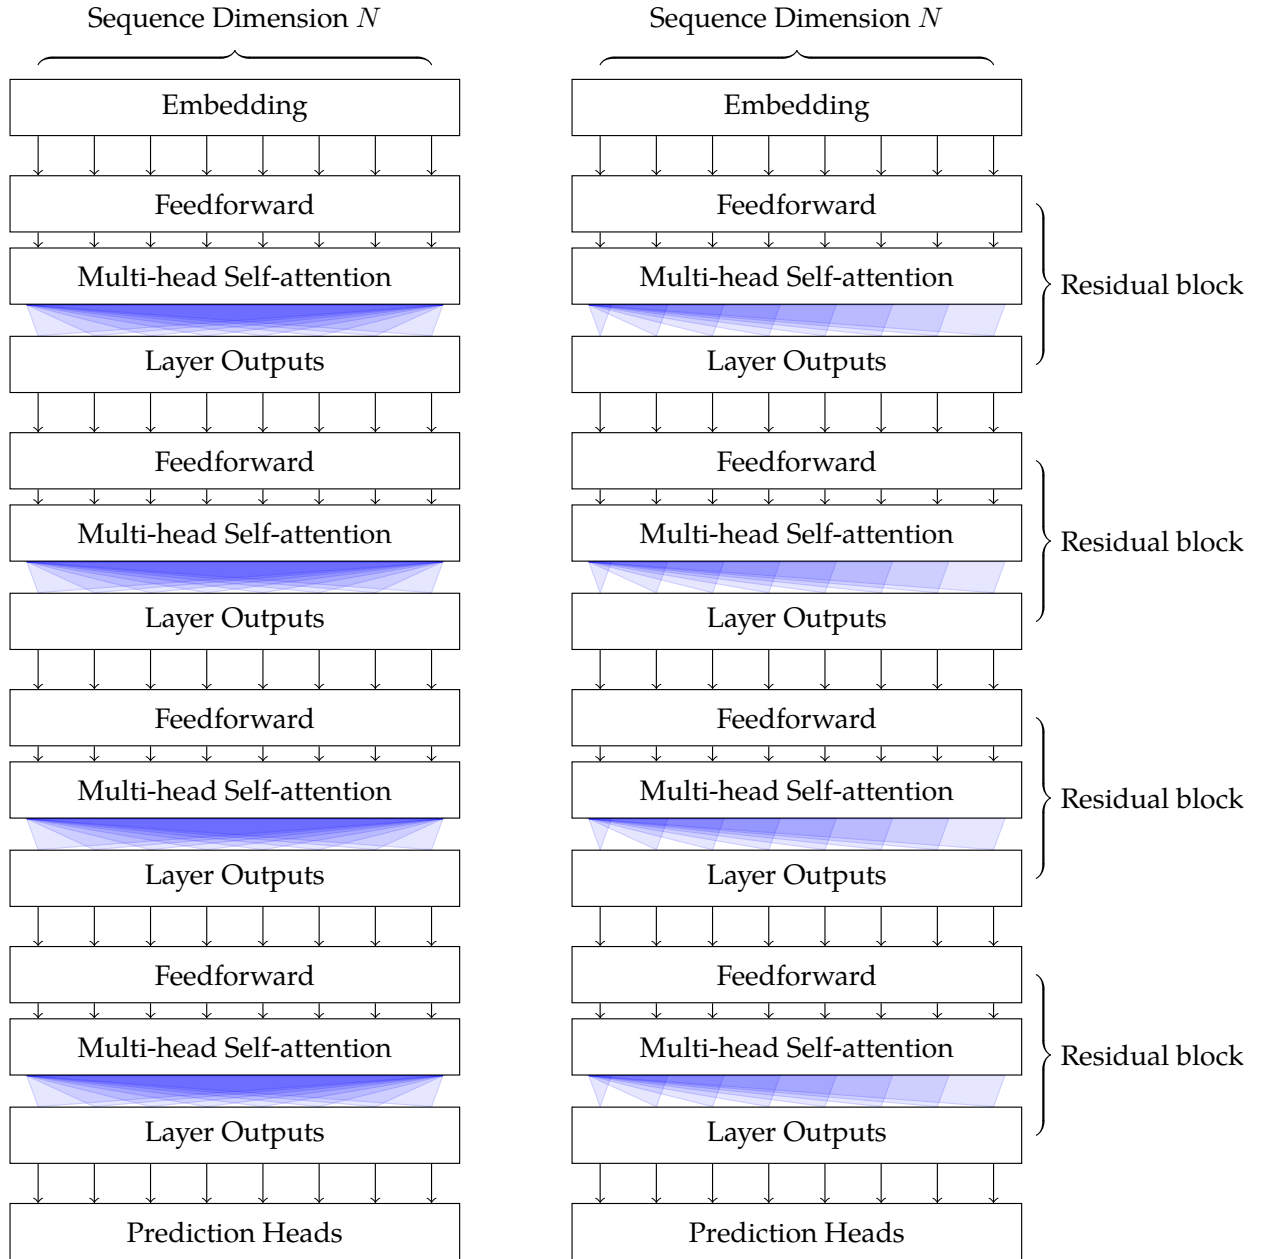 Sequence Dimension N
Embedding
Feedforward
Multi-head Self-attention
Layer Outputs
Feedforward
Multi-head Self-attention
Layer Outputs
Feedforward
Multi-head Self-attention
Layer Outputs
Feedforward
Multi-head Self-attention
Layer Outputs
Prediction Heads
Sequence Dimension N
Embedding
Feedforward
Multi-head Self-attention
Layer Outputs
Residual block
Feedforward
Multi-head Self-attention
Layer Outputs
Residual block
Feedforward
Multi-head Self-attention
Layer Outputs
Residual block
Feedforward
Multi-head Self-attention
Layer Outputs
Residual block
Prediction Heads